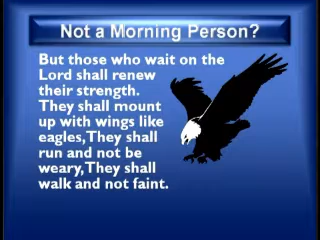 Not a Morning Person?
But those who wait on the
Lord shall renew
their strength.
They shall mount
up with wings like
eagles,They shall
run and not be
weary,They shall
walk and not faint.